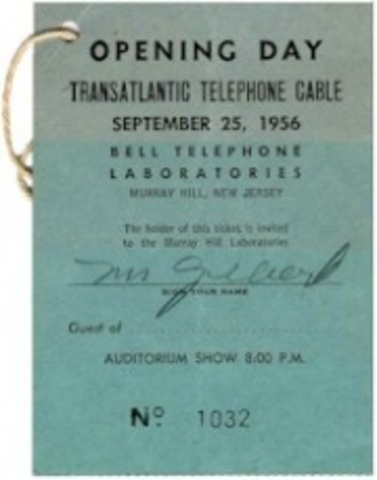 OPENING DAY
TRANSATLANTIC TELEPHONE CABLE
SEPTEMBER 25, 1956
BELL TELEPHONE
LABORATORIES
MURRAY HILL, NEW JERSEY
The holder of this ticket is invited
to the Murray Hill Laboratories
SIGN YOUR NAME
Guest of
AUDITORIUM SHOW 8:00 P.M.
Nº 1032